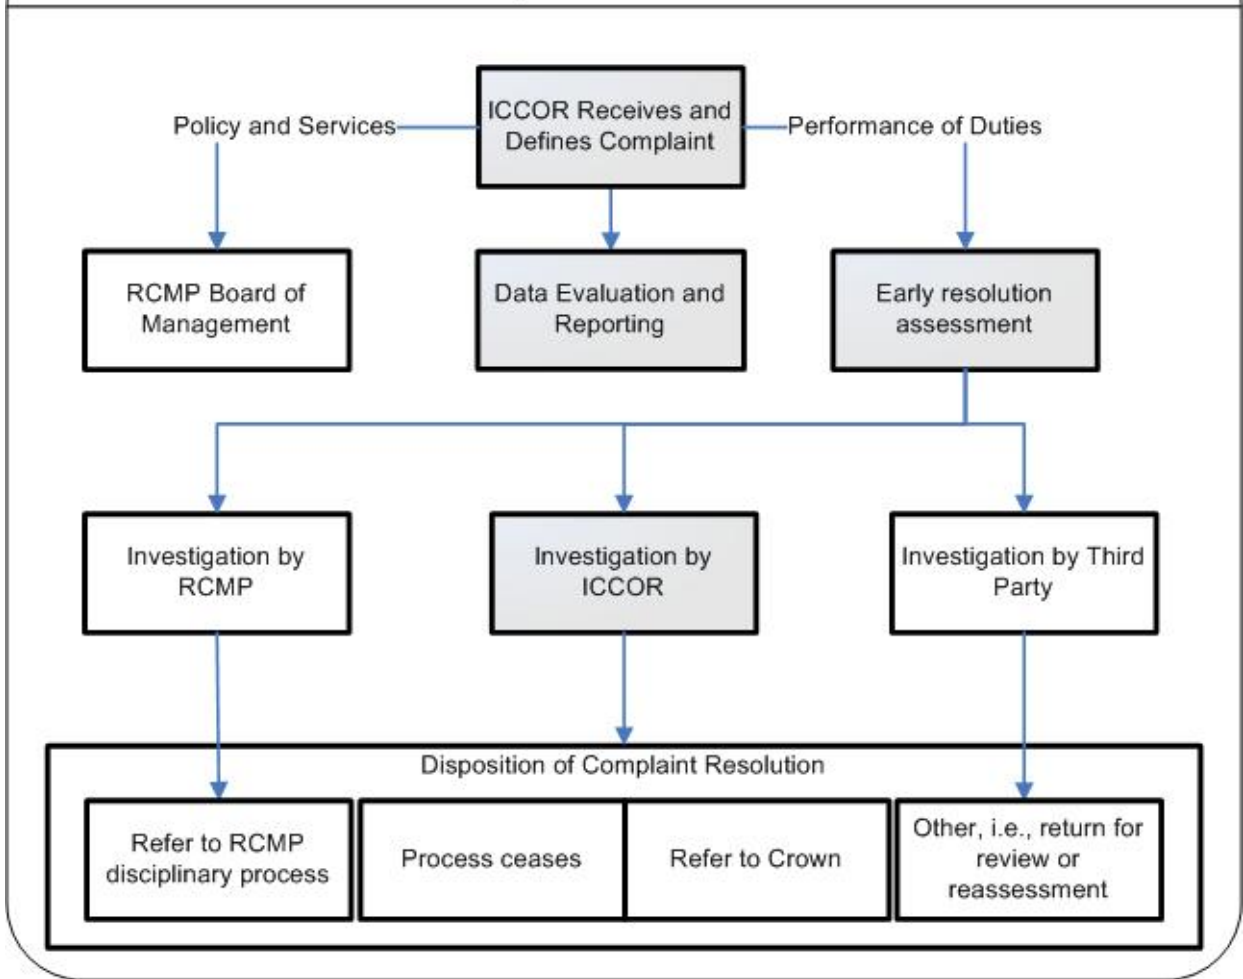 ICCOR Receives and
Defines Complaint
Policy and Services
Performance of Duties
RCMP Board of
Management
Data Evaluation and
Reporting
Early resolution
assessment
Investigation by
RCMP
Investigation by
ICCOR
Investigation by Third
Party
Disposition of Complaint Resolution
Refer to RCMP
disciplinary process
Process ceases
Refer to Crown
Other, i.e., return for
review or
reassessment